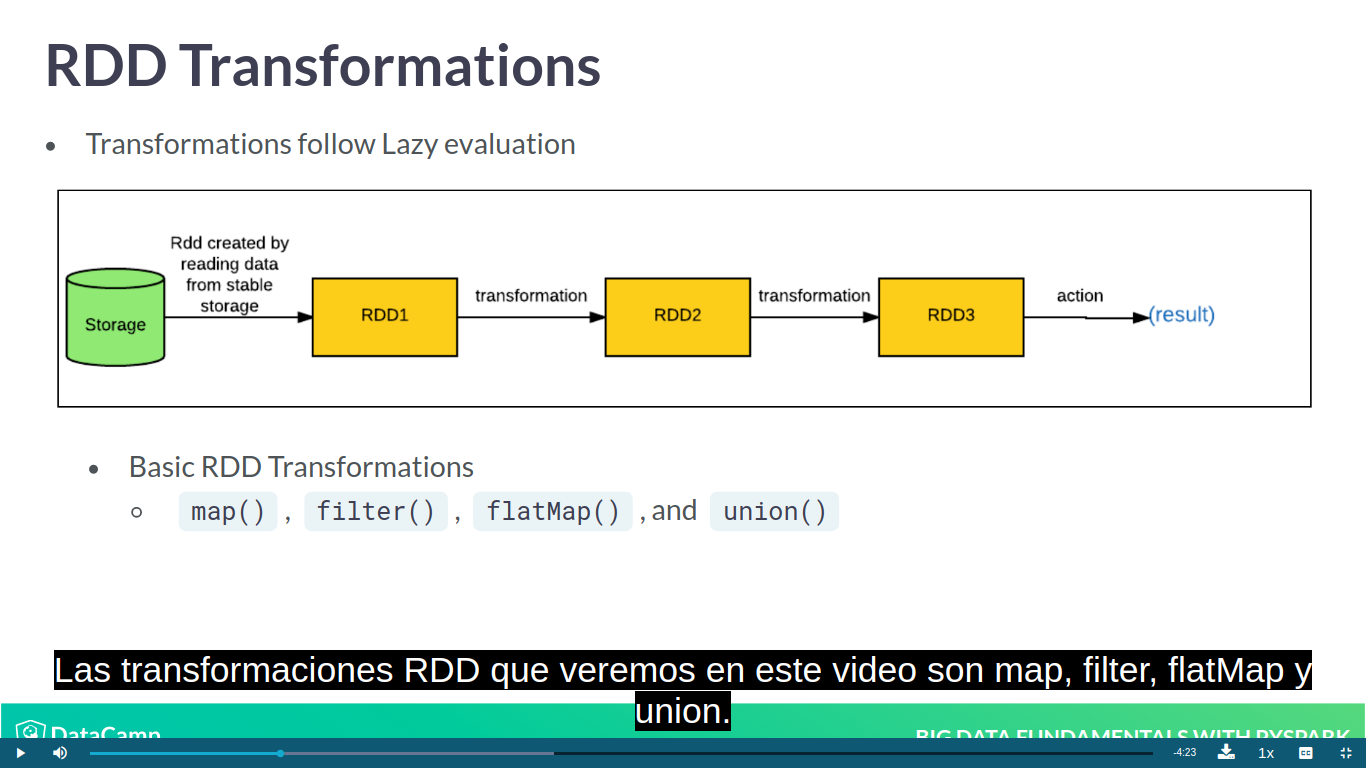 RDD Transformations
Transformations follow Lazy evaluation
Rdd created by
reading data
from stable
storage
Storage
RDD1
transformation
RDD2
transformation
RDD3
action
(result)
Basic RDD Transformations
map() , filter() , flatMap() , and union()
Las transformaciones RDD que veremos en este video son map, filter, flatMap y
union.
DataCamp
BIG DATA FUNDAMENTALS WITH PYSPARK
-4:23
1x
CC